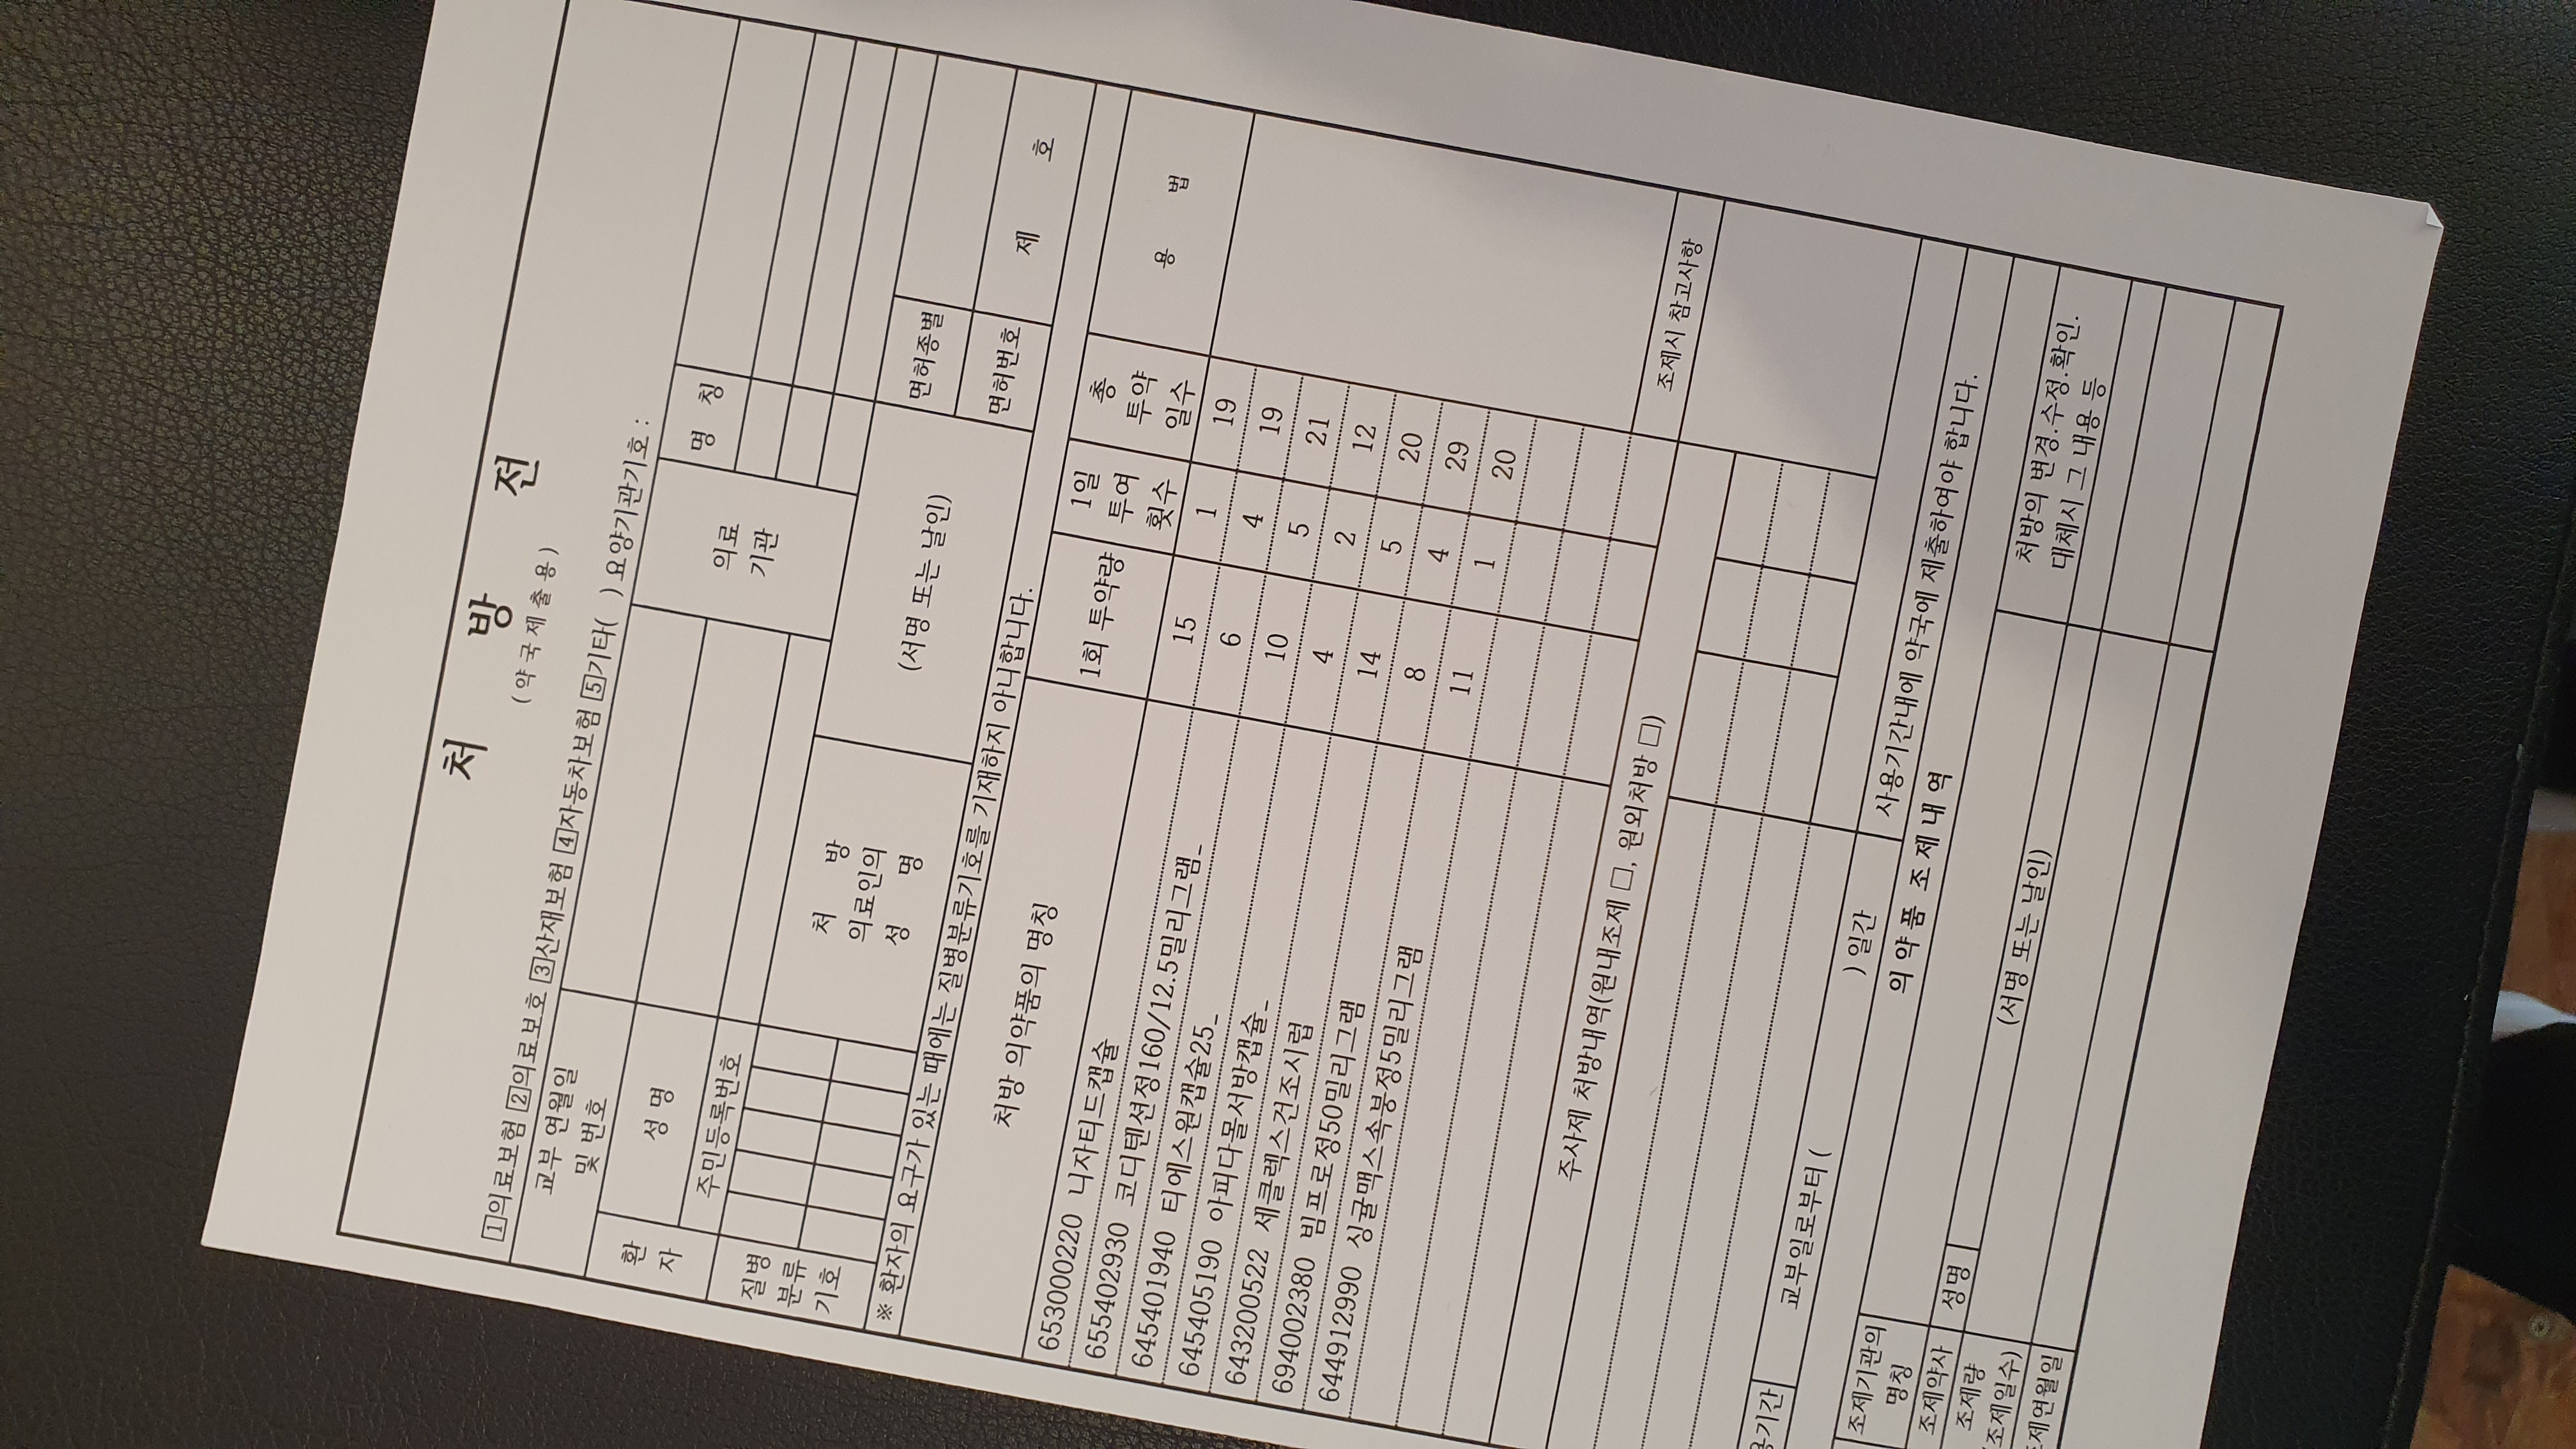 처 방 전
(약국제출용)
1의료보험 2의료보호 3산재보험 4자동차보험 5기타( ) 요양기관기호 :
교부 연월일
및 번호
환
자
성 명
주민등록번호
의료
기관
명 칭
질병
분류
기호
처 방
의료인의
성 명
(서명 또는 날인)
면허종별
면허번호
제 호
※ 환자의 요구가 있는 때에는 질병분류기호를 기재하지 아니합니다.
처방 의약품의 명칭
1회 투약량
1일
투여
횟수
총
투약
일수
용 법
653000220 니자티드캡슐 15 1 19
655402930 코디텐션정160/12.5밀리그램_ 6 4 19
645401940 티에스원캡슐25_ 10 5 21
645405190 아피다몰서방캡슐_ 4 2 12
643200522 세클렉스건조시럽 14 5 20
694002380 빔프로정50밀리그램 8 4 29
644912990 싱귤맥스속붕정5밀리그램 11 1 20
주사제 처방내역(원내조제 □, 원외처방 □)
조제시 참고사항
용기간
교부일로부터 ( ) 일간
사용기간내에 약국에 제출하여야 합니다.
의약품 조제내역
조제기관의
명칭
조제약사
성명
(서명 또는 날인)
조제량
(조제일수)
조제연월일
처방의 변경.수정.확인.
대체시 그 내용 등